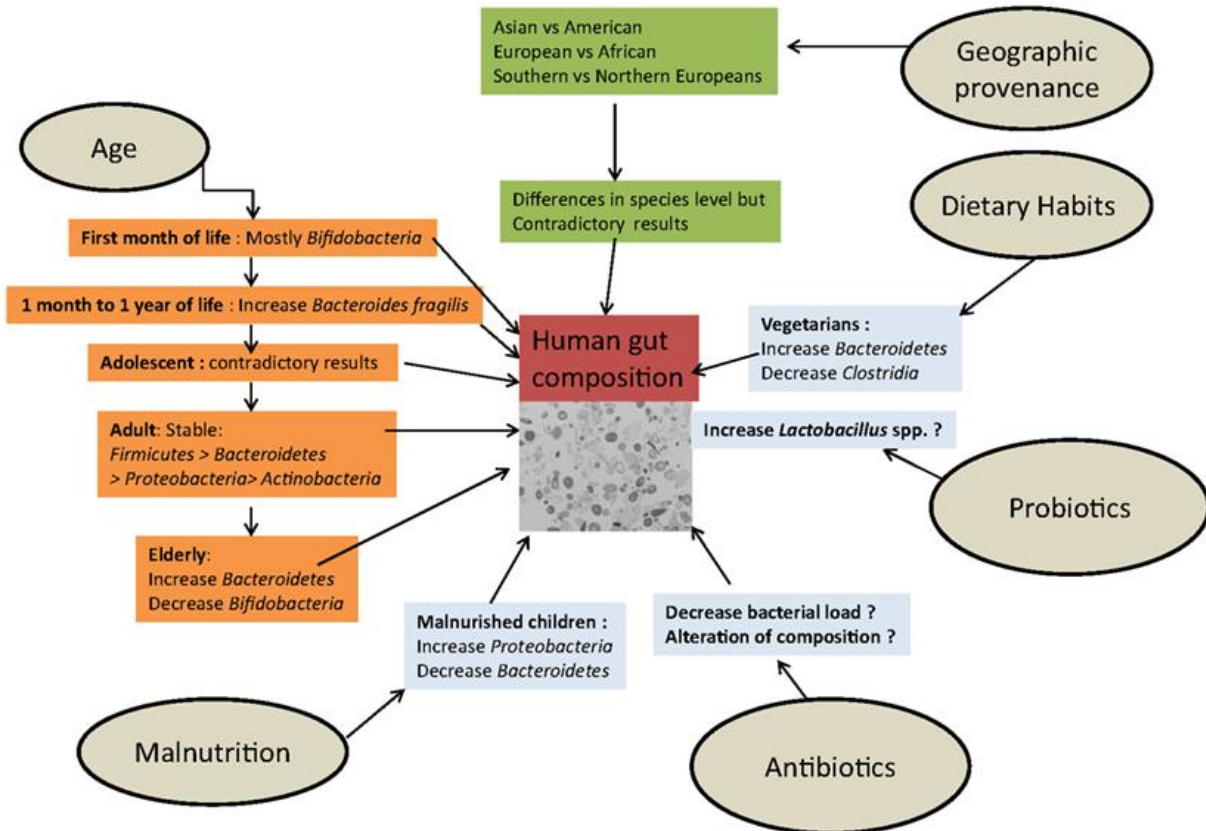 Asian vs American
European vs African
Southern vs Northern Europeans
Geographic
provenance
Age
Differences in species level but
Contradictory results
Dietary Habits
First month of life : Mostly Bifidobacteria
1 month to 1 year of life : Increase Bacteroides fragilis
Adolescent : contradictory results
Adult: Stable:
Firmicutes > Bacteroidetes
> Proteobacteria> Actinobacteria
Elderly:
Increase Bacteroidetes
Decrease Bifidobacteria
Human gut
composition
Vegetarians :
Increase Bacteroidetes
Decrease Clostridia
Increase Lactobacillus spp. ?
Probiotics
Malnurished children :
Increase Proteobacteria
Decrease Bacteroidetes
Decrease bacterial load ?
Alteration of composition ?
Malnutrition
Antibiotics